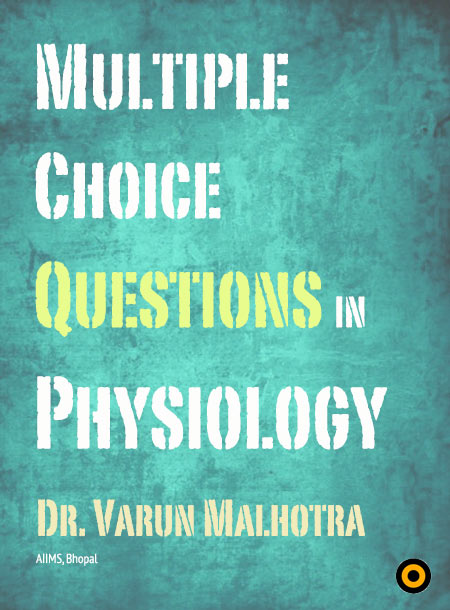 MULTIPLE
CHOICE
QUESTIONS IN
PHYSIOLOGY
DR. VARUN MALHOTRA
AIIMS, Bhopal